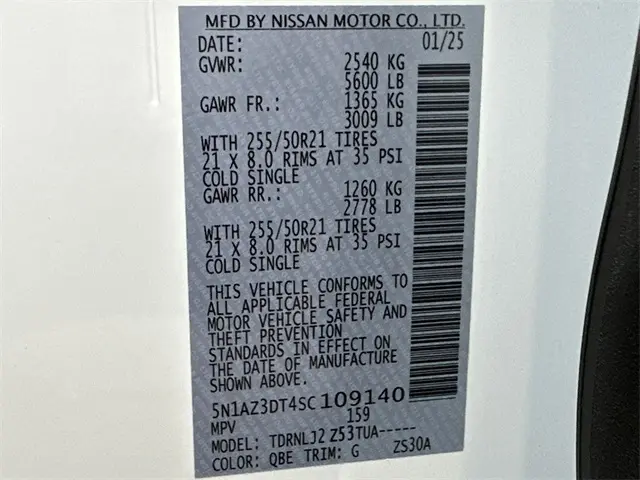 MFD BY NISSAN MOTOR CO., LTD.
DATE: 01/25
GVWR: 2540 KG
5600 LB
GAWR FR.: 1365 KG
3009 LB
WITH 255/50R21 TIRES
21 X 8.0 RIMS AT 35 PSI
COLD SINGLE
GAWR RR.: 1260 KG
2778 LB
WITH 255/50R21 TIRES
21 X 8.0 RIMS AT 35 PSI
COLD SINGLE
THIS VEHICLE CONFORMS TO
ALL APPLICABLE FEDERAL
MOTOR VEHICLE SAFETY AND
THEFT PREVENTION
STANDARDS IN EFFECT ON
THE DATE OF MANUFACTURE
SHOWN ABOVE.
5N1AZ3DT4SC109140
MPV 159
MODEL: TDRNLJ2 Z53TUA-----
COLOR: QBE TRIM: G ZS30A